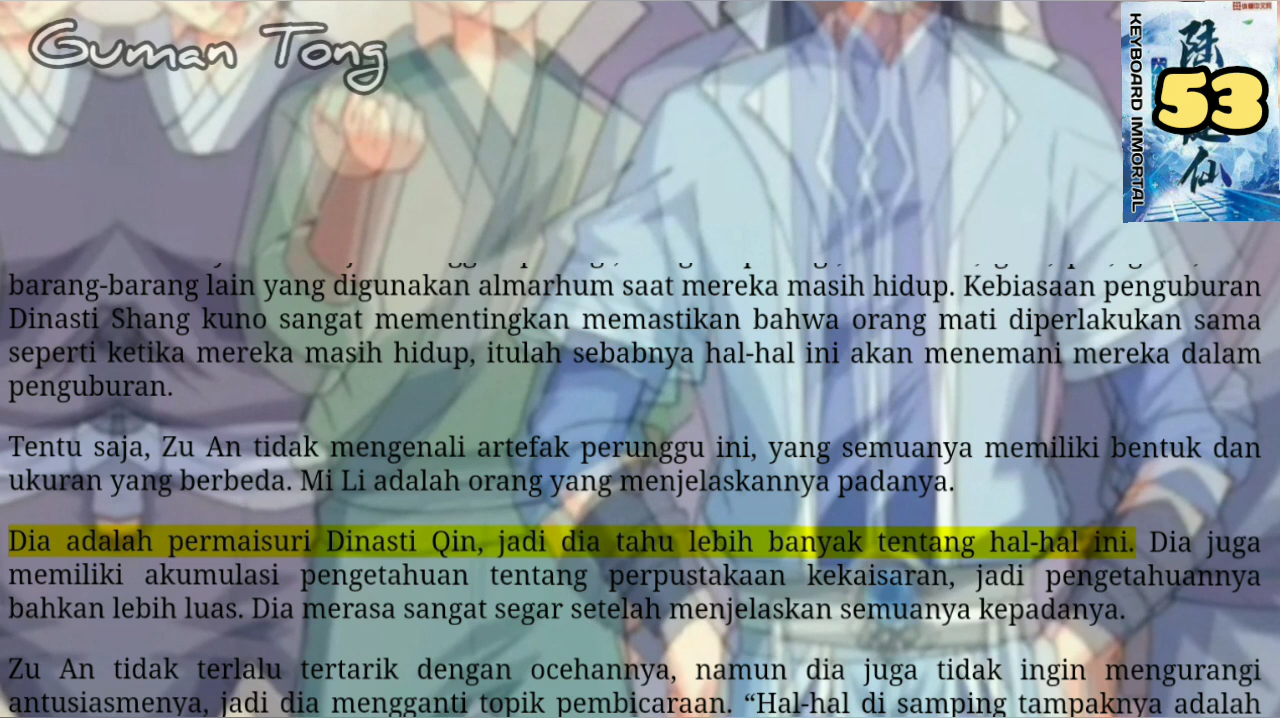 Guman Tong
KEYBOARD IMMORTAL
53
陆
仙
barang-barang lain yang digunakan almarhum saat mereka masih hidup. Kebiasaan penguburan
Dinasti Shang kuno sangat mementingkan memastikan bahwa orang mati diperlakukan sama
seperti ketika mereka masih hidup, itulah sebabnya hal-hal ini akan menemani mereka dalam
penguburan.
Tentu saja, Zu An tidak mengenali artefak perunggu ini, yang semuanya memiliki bentuk dan
ukuran yang berbeda. Mi Li adalah orang yang menjelaskannya padanya.
Dia adalah permaisuri Dinasti Qin, jadi dia tahu lebih banyak tentang hal-hal ini. Dia juga
memiliki akumulasi pengetahuan tentang perpustakaan kekaisaran, jadi pengetahuannya
bahkan lebih luas. Dia merasa sangat segar setelah menjelaskan semuanya kepadanya.
Zu An tidak terlalu tertarik dengan ocehannya, namun dia juga tidak ingin mengurangi
antusiasmenya, jadi dia mengganti topik pembicaraan. “Hal-hal di samping tampaknya adalah